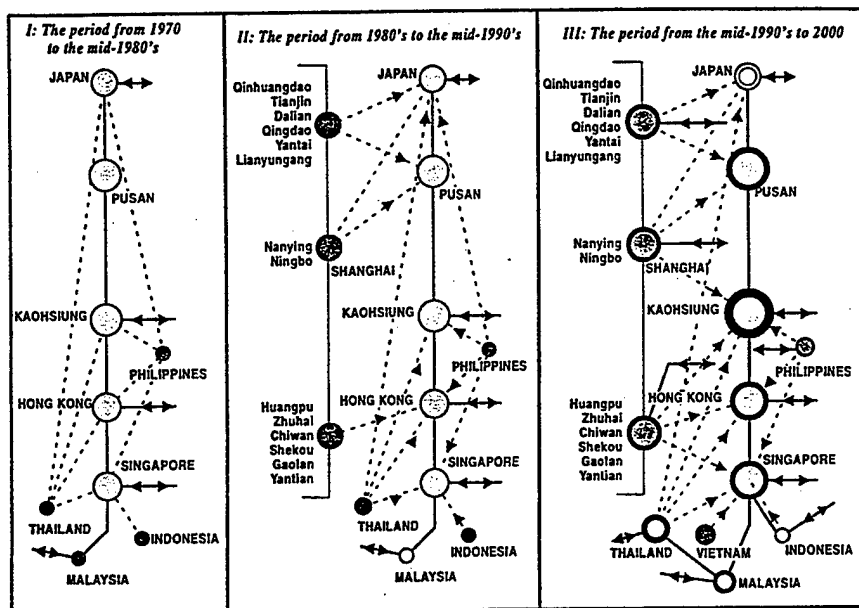 I: The period from 1970
to the mid-1980's
JAPAN
PUSAN
KAOHSIUNG
PHILIPPINES
HONG KONG
SINGAPORE
THAILAND
INDONESIA
MALAYSIA
II: The period from 1980's to the mid-1990's
Qinhuangdao
Tianjin
Dalian
Qingdao
Yantai
Lianyungang
JAPAN
PUSAN
Nanying
Ningbo
SHANGHAI
KAOHSIUNG
PHILIPPINES
Huangpu
Zhuhai
Chiwan
Shekou
Gaolan
Yantian
HONG KONG
SINGAPORE
THAILAND
INDONESIA
MALAYSIA
III: The period from the mid-1990's to 2000
Qinhuangdao
Tianjin
Dalian
Qingdao
Yantai
Lianyungang
JAPAN
PUSAN
Nanying
Ningbo
SHANGHAI
KAOHSIUNG
PHILIPPINES
Huangpu
Zhuhai
Chiwan
Shekou
Gaolan
Yantian
HONG KONG
SINGAPORE
THAILAND
VIETNAM
INDONESIA
MALAYSIA